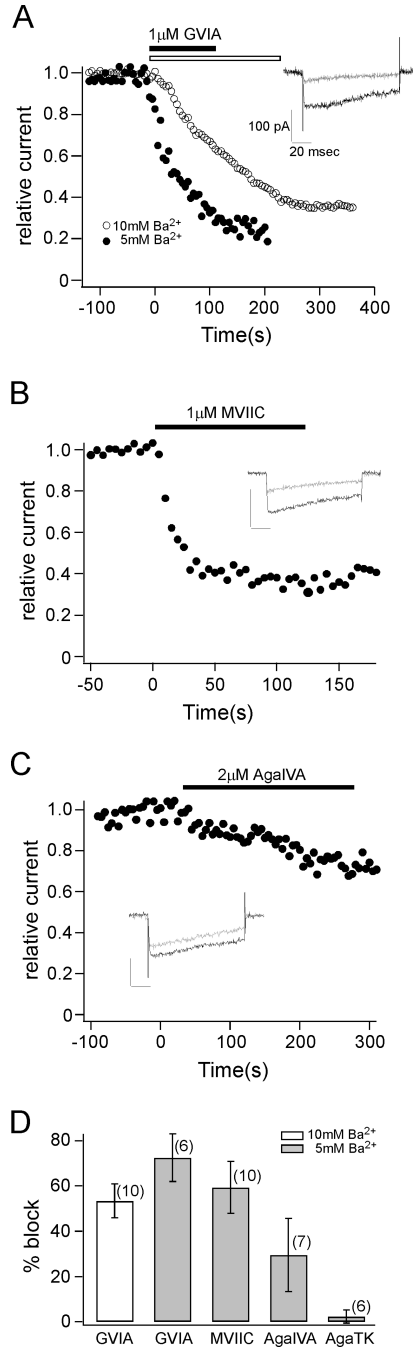 A
1μM GVIA
relative current
1.0
0.8
0.6
0.4
0.2
0
100 pA
20 msec
10mM Ba2+
5mM Ba2+
-100 0 100 200 300 400
Time(s)
B
1μM MVIIC
relative current
1.0
0.8
0.6
0.4
0.2
0
-50 0 50 100 150
Time(s)
C
2μM AgaIVA
relative current
1.0
0.8
0.6
0.4
0.2
0
-100 0 100 200 300
Time(s)
D
10mM Ba2+
5mM Ba2+
% block
80
60
40
20
0
(10) (6) (10) (7) (6)
GVIA GVIA MVIIC AgaIVA AgaTK